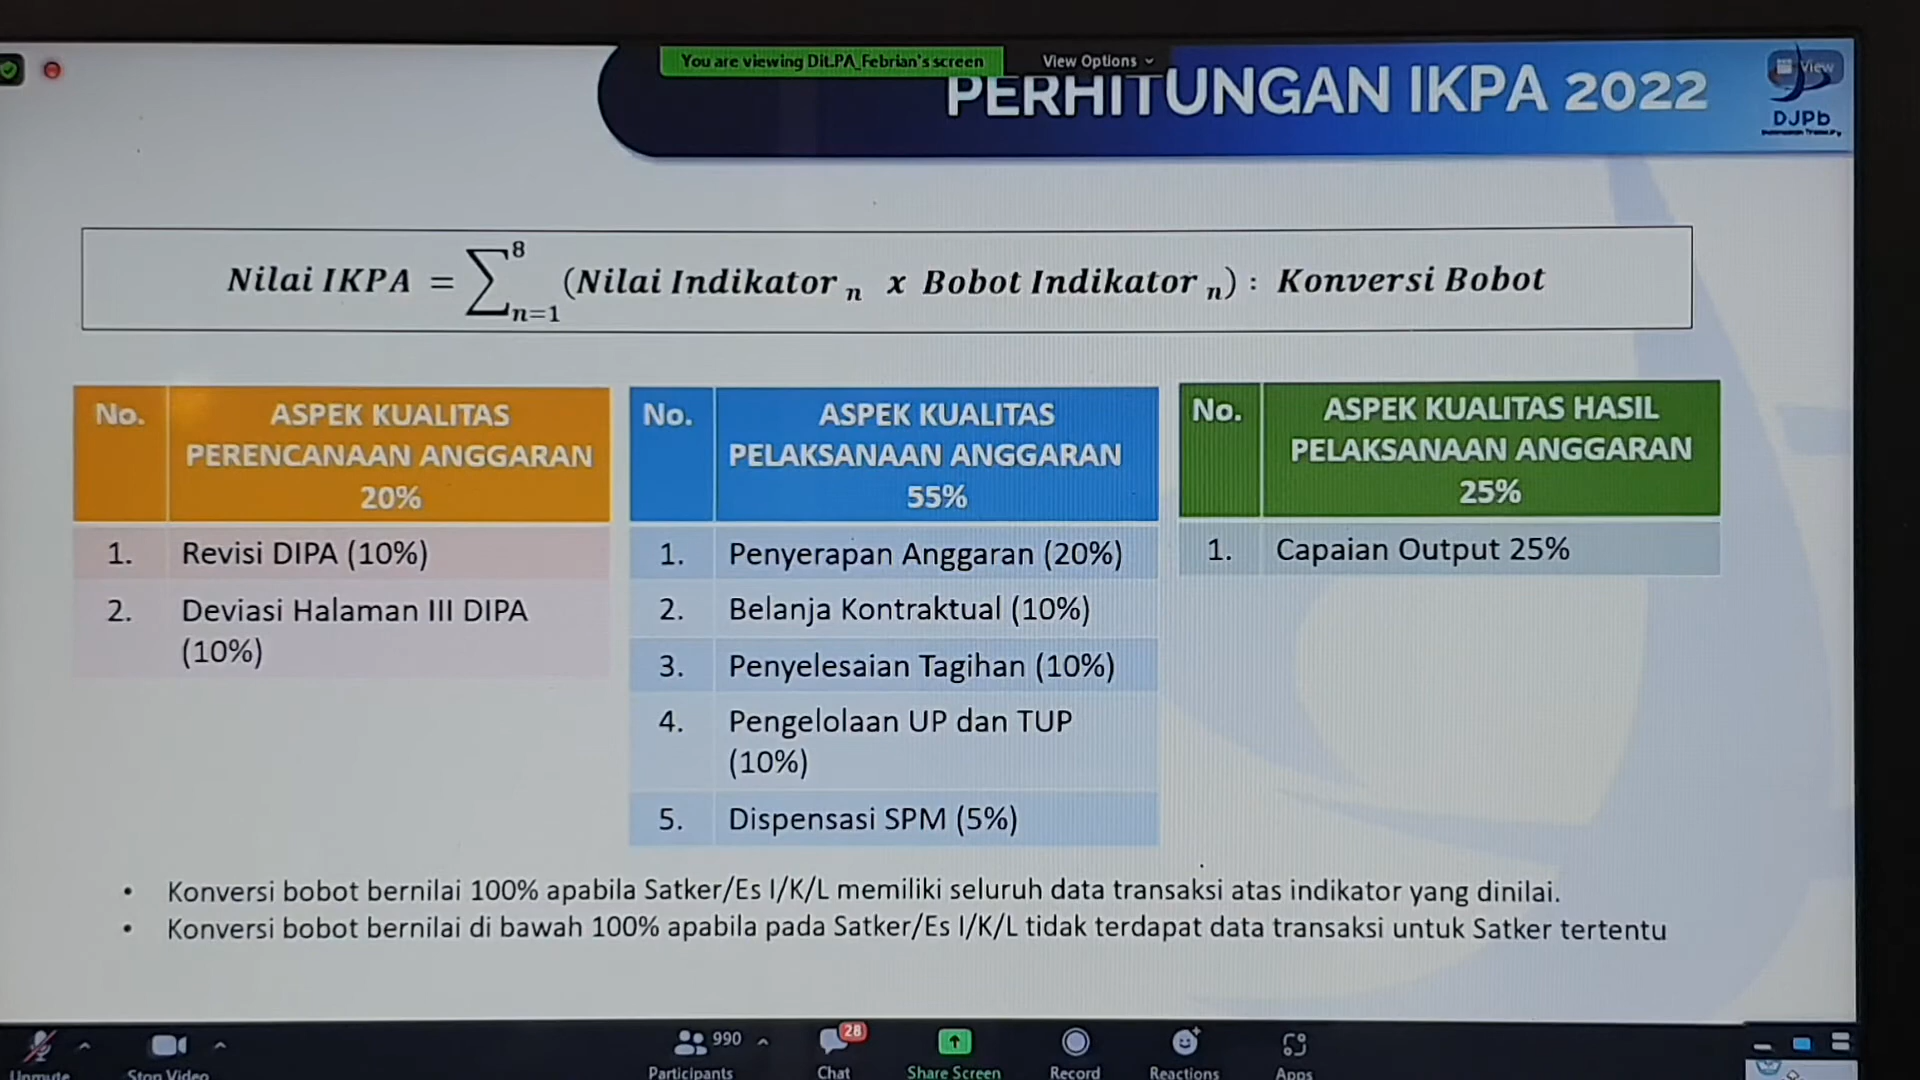 You are viewing Dit.PA_Febrian's screen
View Options
View
PERHITUNGAN IKPA 2022
DJPb
Nilai IKPA = ∑ⁿ⁼¹⁸ (Nilai Indikator n x Bobot Indikator n) : Konversi Bobot
No.
ASPEK KUALITAS
PERENCANAAN ANGGARAN
20%
1. Revisi DIPA (10%)
2. Deviasi Halaman III DIPA
(10%)
No.
ASPEK KUALITAS
PELAKSANAAN ANGGARAN
55%
1. Penyerapan Anggaran (20%)
2. Belanja Kontraktual (10%)
3. Penyelesaian Tagihan (10%)
4. Pengelolaan UP dan TUP
(10%)
5. Dispensasi SPM (5%)
No.
ASPEK KUALITAS HASIL
PELAKSANAAN ANGGARAN
25%
1. Capaian Output 25%
• Konversi bobot bernilai 100% apabila Satker/Es I/K/L memiliki seluruh data transaksi atas indikator yang dinilai.
• Konversi bobot bernilai di bawah 100% apabila pada Satker/Es I/K/L tidak terdapat data transaksi untuk Satker tertentu
990
28
Unmute
Stop Video
Participants
Chat
Share Screen
Record
Reactions
Apps